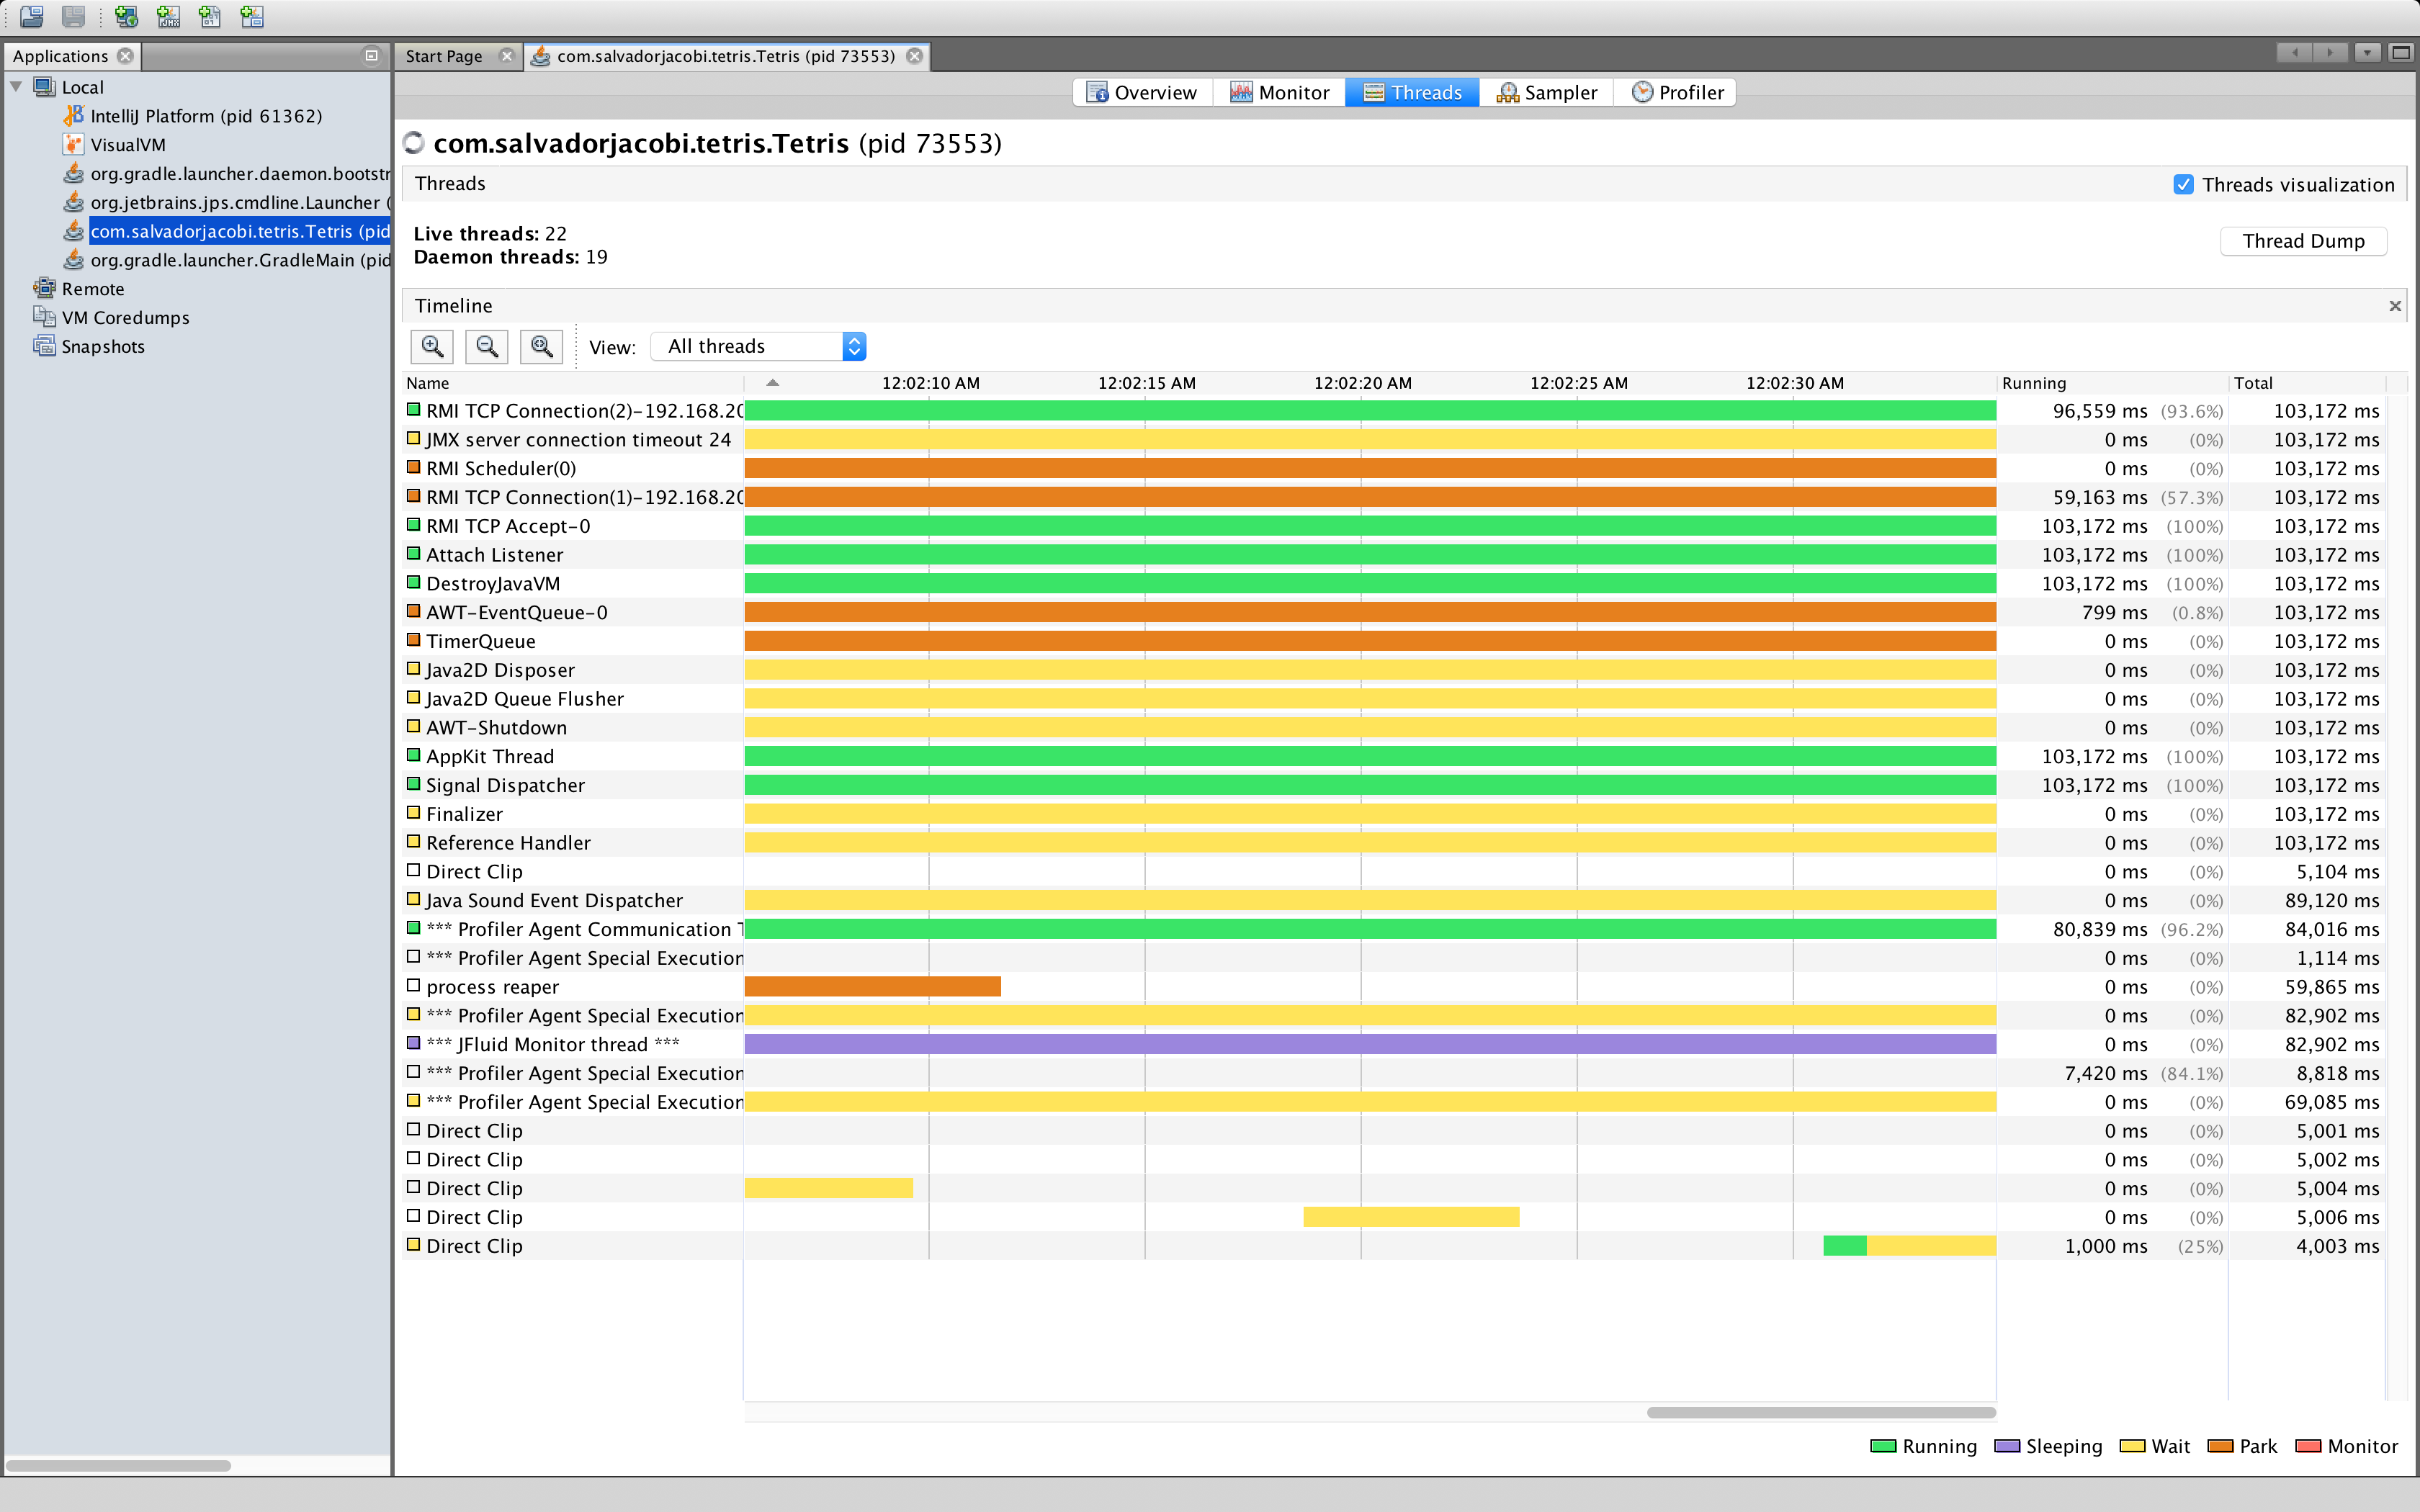 Applications
Start Page
com.salvadorjacobi.tetris.Tetris (pid 73553)
Local
IntelliJ Platform (pid 61362)
VisualVM
org.gradle.launcher.daemon.bootstr
org.jetbrains.jps.cmdline.Launcher (
com.salvadorjacobi.tetris.Tetris (pid
org.gradle.launcher.GradleMain (pid
Remote
VM Coredumps
Snapshots
Overview Monitor Threads Sampler Profiler
com.salvadorjacobi.tetris.Tetris (pid 73553)
Threads
Threads visualization
Live threads: 22
Daemon threads: 19
Thread Dump
Timeline
View: All threads
Name 12:02:10 AM 12:02:15 AM 12:02:20 AM 12:02:25 AM 12:02:30 AM Running Total
RMI TCP Connection(2)-192.168.20 96,559 ms (93.6%) 103,172 ms
JMX server connection timeout 24 0 ms (0%) 103,172 ms
RMI Scheduler(0) 0 ms (0%) 103,172 ms
RMI TCP Connection(1)-192.168.20 59,163 ms (57.3%) 103,172 ms
RMI TCP Accept-0 103,172 ms (100%) 103,172 ms
Attach Listener 103,172 ms (100%) 103,172 ms
DestroyJavaVM 103,172 ms (100%) 103,172 ms
AWT-EventQueue-0 799 ms (0.8%) 103,172 ms
TimerQueue 0 ms (0%) 103,172 ms
Java2D Disposer 0 ms (0%) 103,172 ms
Java2D Queue Flusher 0 ms (0%) 103,172 ms
AWT-Shutdown 0 ms (0%) 103,172 ms
AppKit Thread 103,172 ms (100%) 103,172 ms
Signal Dispatcher 103,172 ms (100%) 103,172 ms
Finalizer 0 ms (0%) 103,172 ms
Reference Handler 0 ms (0%) 103,172 ms
Direct Clip 0 ms (0%) 5,104 ms
Java Sound Event Dispatcher 0 ms (0%) 89,120 ms
*** Profiler Agent Communication T 80,839 ms (96.2%) 84,016 ms
*** Profiler Agent Special Execution 0 ms (0%) 1,114 ms
process reaper 0 ms (0%) 59,865 ms
*** Profiler Agent Special Execution 0 ms (0%) 82,902 ms
*** JFluid Monitor thread *** 0 ms (0%) 82,902 ms
*** Profiler Agent Special Execution 7,420 ms (84.1%) 8,818 ms
*** Profiler Agent Special Execution 0 ms (0%) 69,085 ms
Direct Clip 0 ms (0%) 5,001 ms
Direct Clip 0 ms (0%) 5,002 ms
Direct Clip 0 ms (0%) 5,004 ms
Direct Clip 0 ms (0%) 5,006 ms
Direct Clip 1,000 ms (25%) 4,003 ms
Running Sleeping Wait Park Monitor